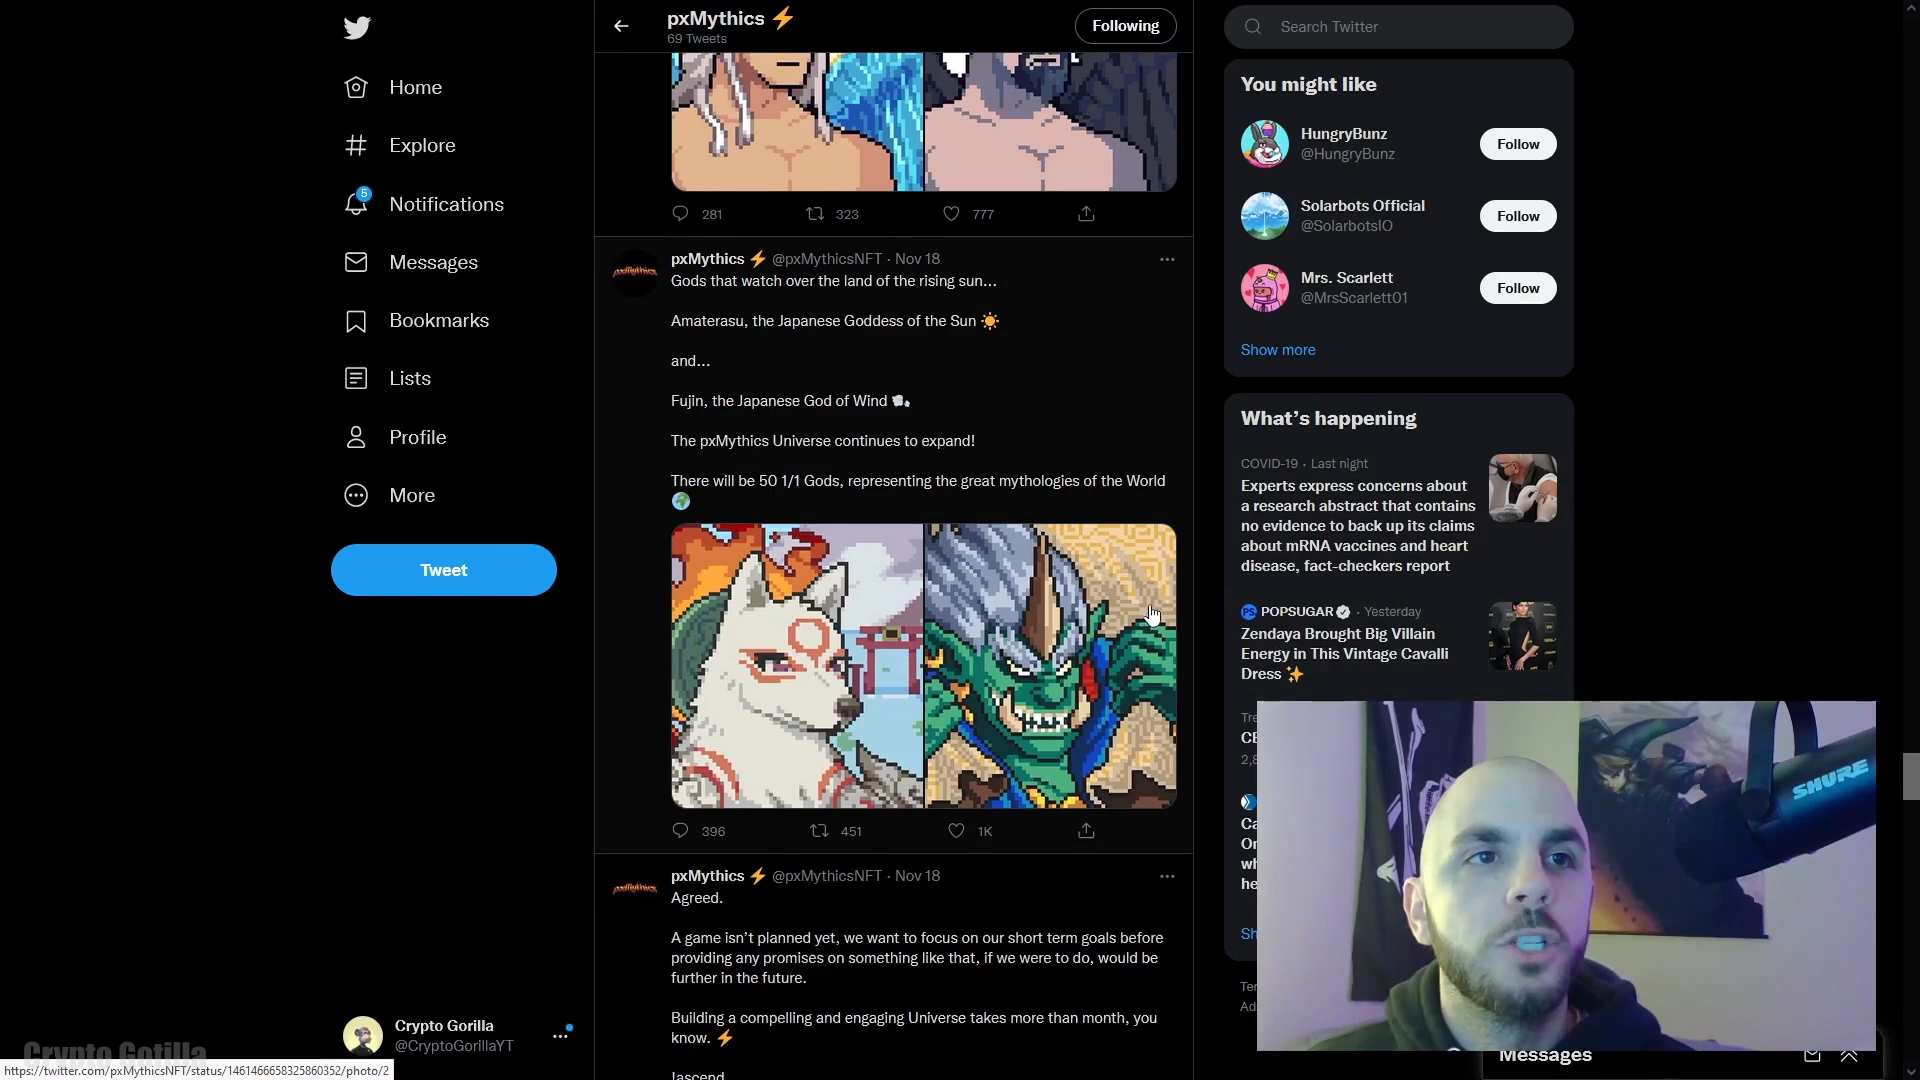 Home
Explore
5
Notifications
Messages
Bookmarks
Lists
Profile
More
Tweet
Crypto Gorilla
@CryptoGorillaYT
https://twitter.com/pxMythicsNFT/status/1461466658325860352/photo/2
pxMythics ⚡
69 Tweets
Following
281 323 777
pxMythics ⚡ @pxMythicsNFT · Nov 18
Gods that watch over the land of the rising sun...
Amaterasu, the Japanese Goddess of the Sun ☀️
and...
Fujin, the Japanese God of Wind 🌬️
The pxMythics Universe continues to expand!
There will be 50 1/1 Gods, representing the great mythologies of the World
🌍
396 451 1K
pxMythics ⚡ @pxMythicsNFT · Nov 18
Agreed.
A game isn't planned yet, we want to focus on our short term goals before
providing any promises on something like that, if we were to do, would be
further in the future.
Building a compelling and engaging Universe takes more than month, you
know. ⚡
!ascend
Search Twitter
You might like
HungryBunz
@HungryBunz
Follow
Solarbots Official
@SolarbotsIO
Follow
Mrs. Scarlett
@MrsScarlett01
Follow
Show more
What's happening
COVID-19 · Last night
Experts express concerns about
a research abstract that contains
no evidence to back up its claims
about mRNA vaccines and heart
disease, fact-checkers report
POPSUGAR · Yesterday
Zendaya Brought Big Villain
Energy in This Vintage Cavalli
Dress ✨
SHURE
Messages